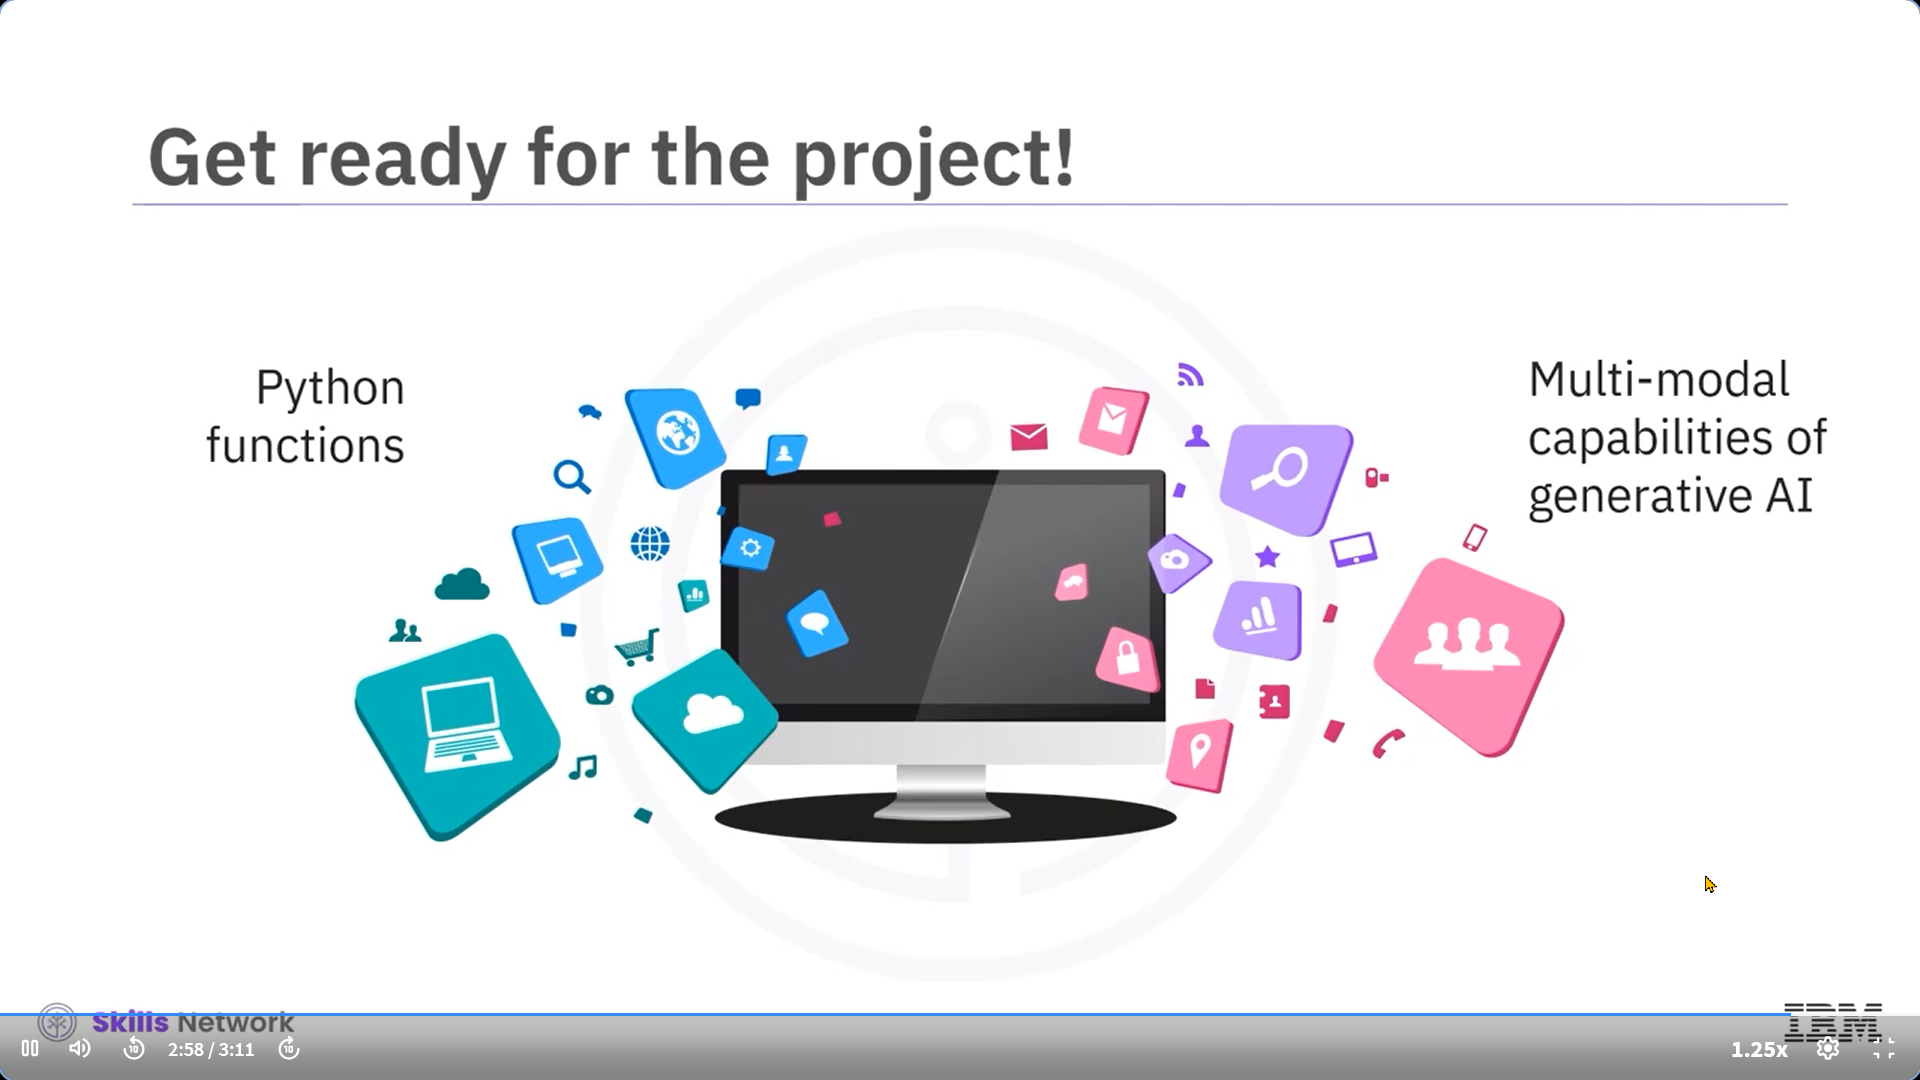 Get ready for the project!
Python
functions
Multi-modal
capabilities of
generative AI
Skills Network
IBM
10
2:58 / 3:11
10
1.25x